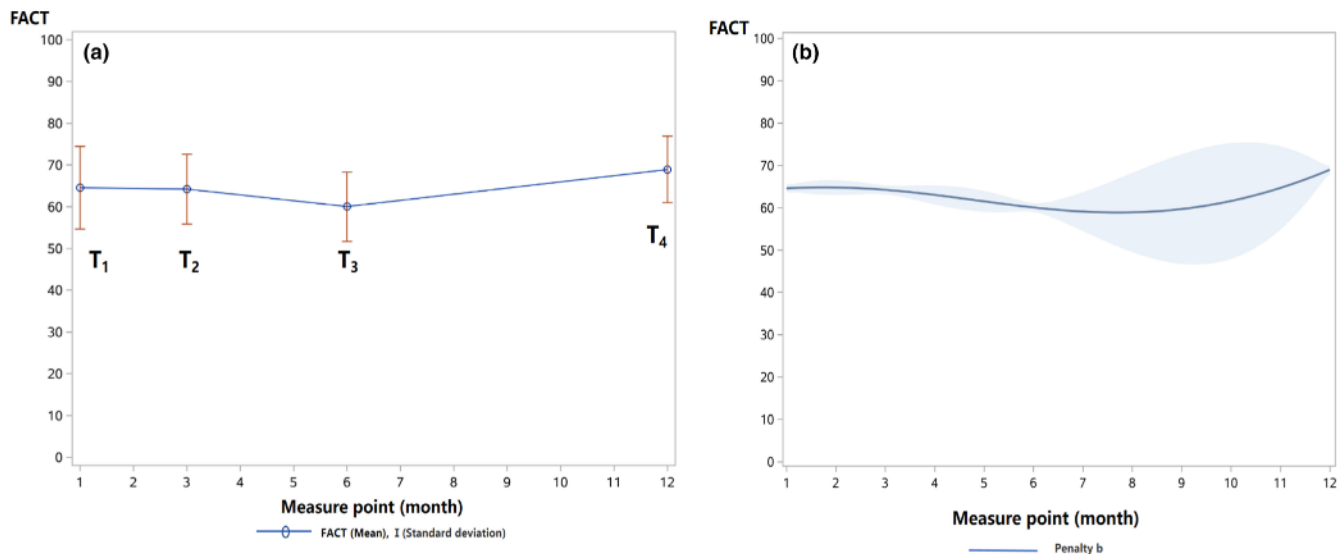 FACT
100
(a)
90
80
70
60
50
40
30
20
10
0
T₁
T₂
T₃
T₄
1 2 3 4 5 6 7 8 9 10 11 12
Measure point (month)
FACT (Mean), I (Standard deviation)
FACT
100
(b)
90
80
70
60
50
40
30
20
10
0
1 2 3 4 5 6 7 8 9 10 11 12
Measure point (month)
Penalty b